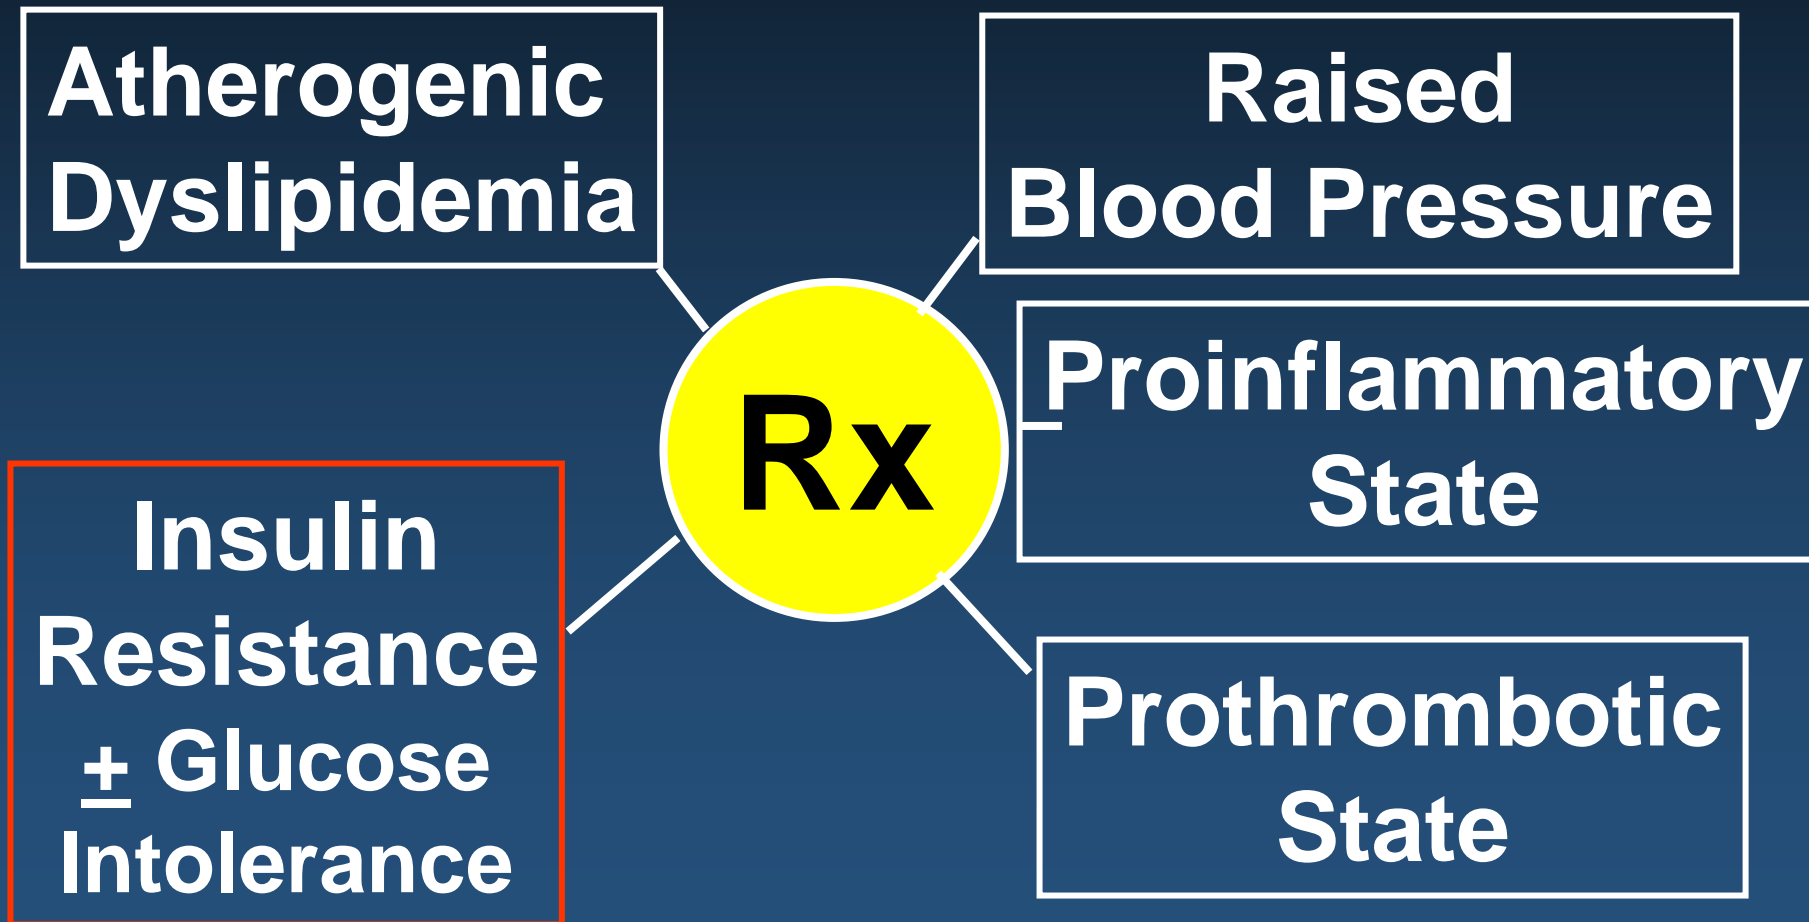 Atherogenic
Dyslipidemia
Raised
Blood Pressure
Rx
Proinflammatory
State
Insulin
Resistance
± Glucose
Intolerance
Prothrombotic
State